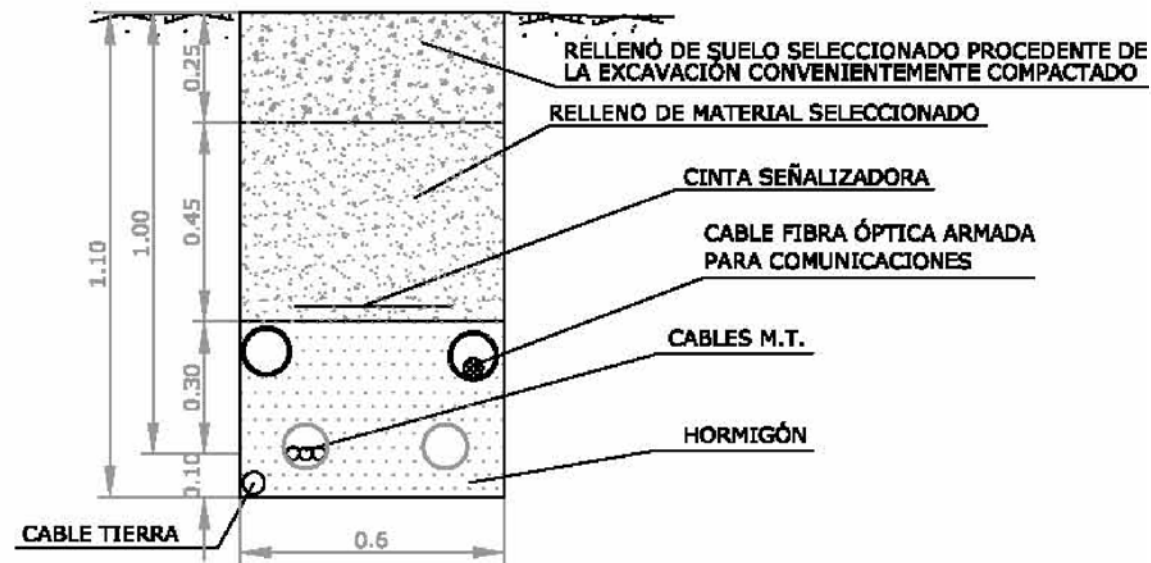 RELLENO DE SUELO SELECCIONADO PROCEDENTE DE
LA EXCAVACIÓN CONVENIENTEMENTE COMPACTADO
RELLENO DE MATERIAL SELECCIONADO
CINTA SEÑALIZADORA
CABLE FIBRA ÓPTICA ARMADA
PARA COMUNICACIONES
CABLES M.T.
HORMIGÓN
CABLE TIERRA
0.25
0.45
0.30
0.10
1.00
1.10
0.6